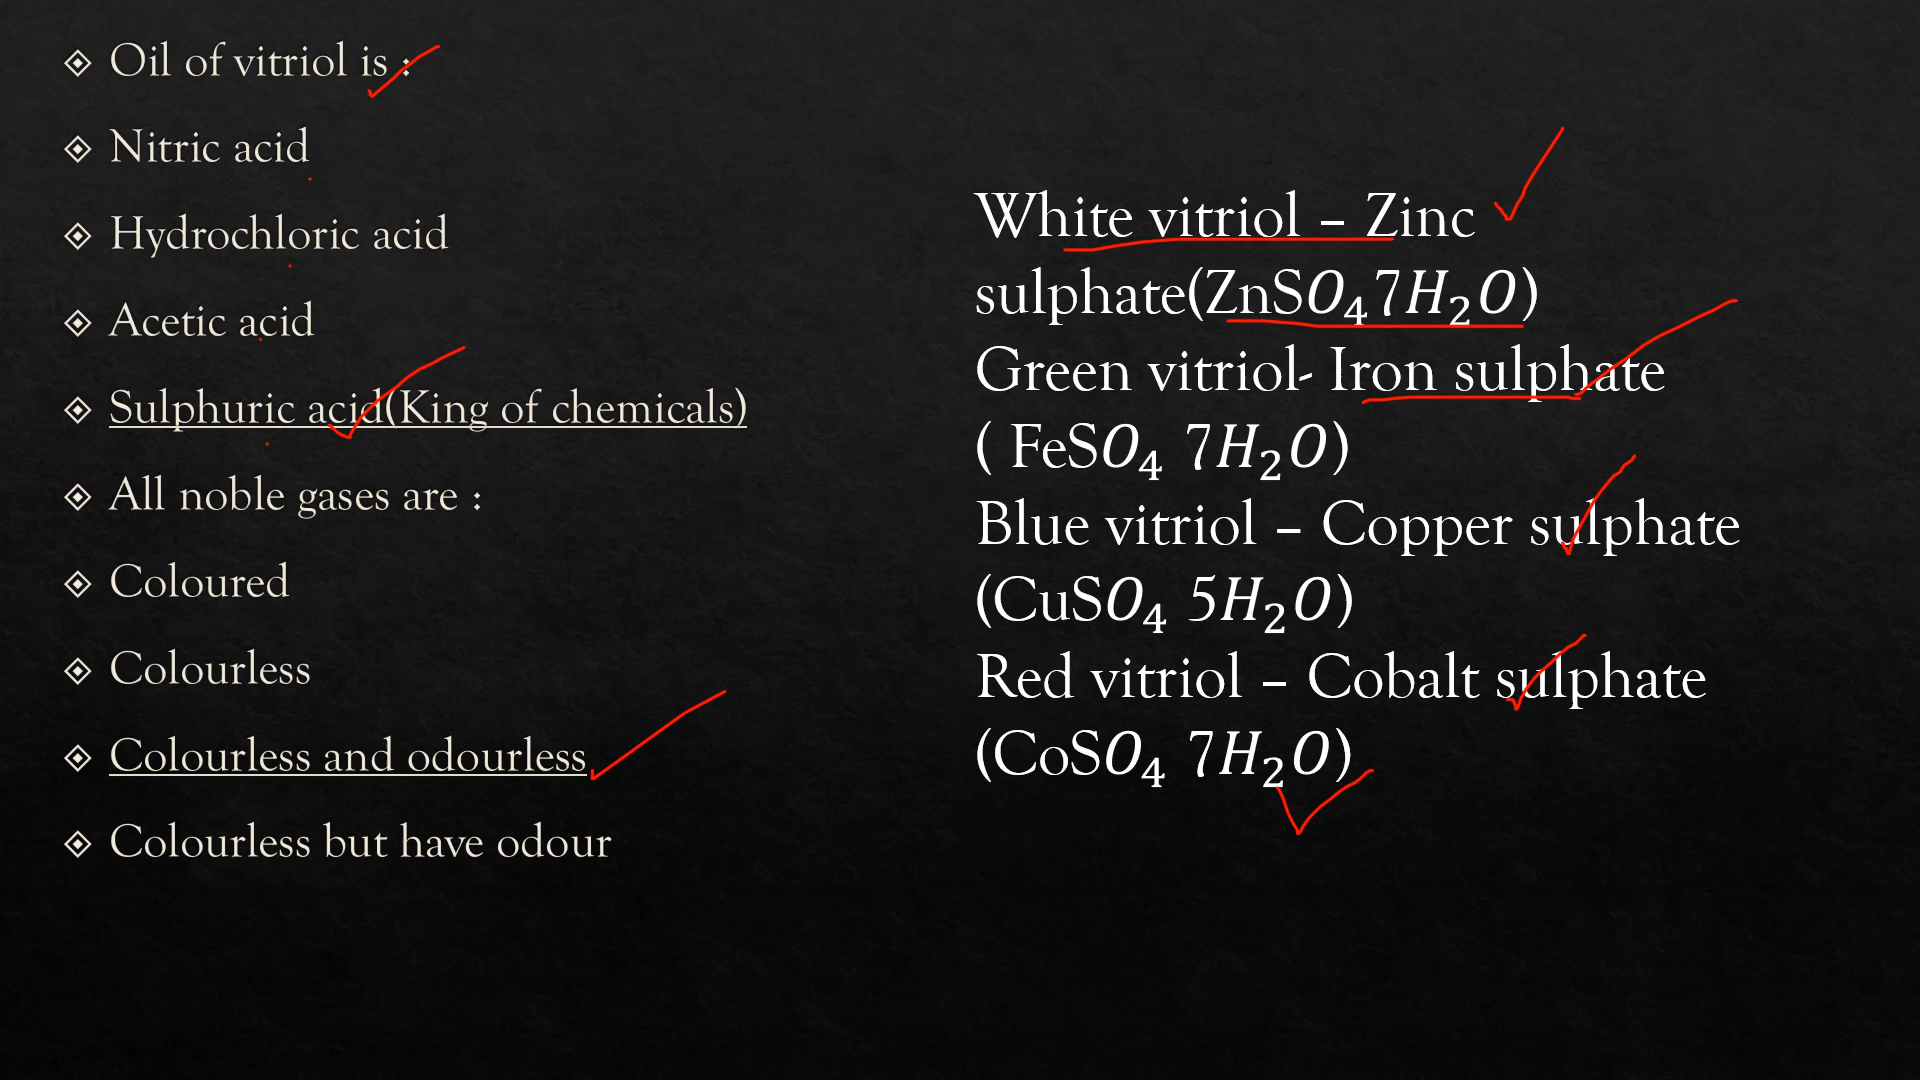 Oil of vitriol is :
Nitric acid
Hydrochloric acid
Acetic acid
Sulphuric acid(King of chemicals)
All noble gases are :
Coloured
Colourless
Colourless and odourless
Colourless but have odour
White vitriol – Zinc
sulphate(ZnSO₄7H₂O)
Green vitriol- Iron sulphate
( FeSO₄ 7H₂O)
Blue vitriol – Copper sulphate
(CuSO₄ 5H₂O)
Red vitriol – Cobalt sulphate
(CoSO₄ 7H₂O)